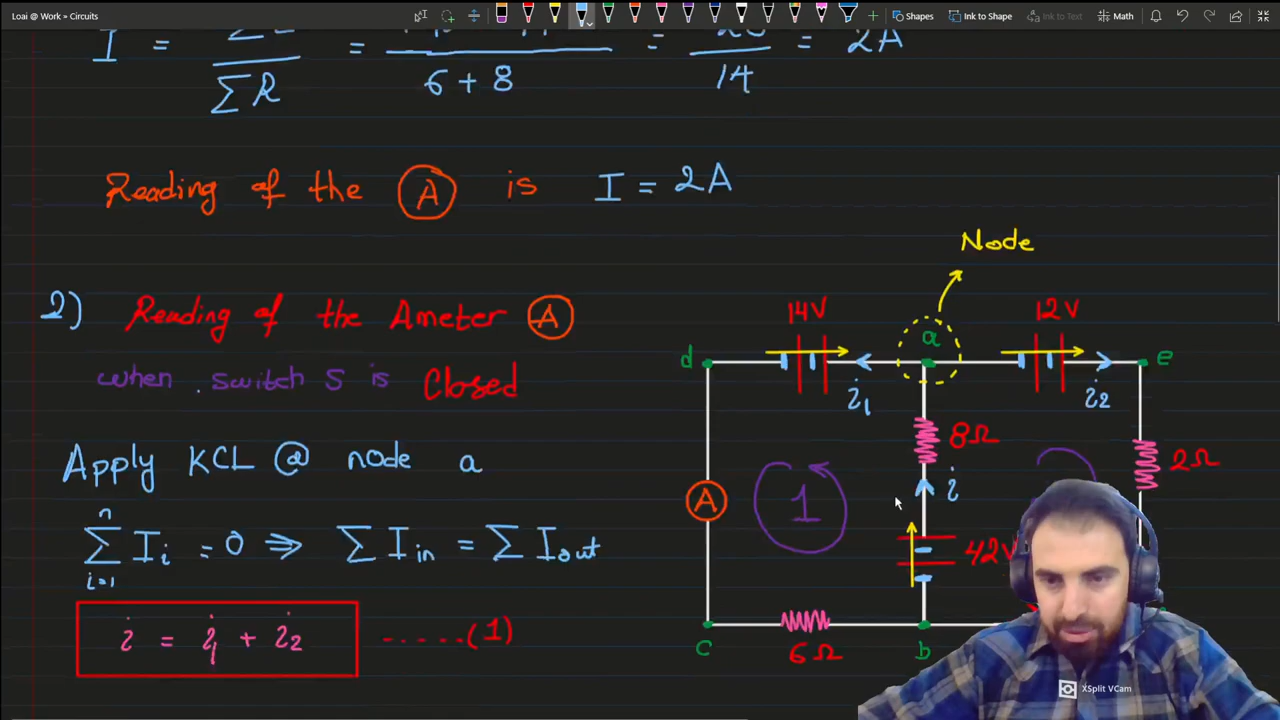 Loai @ Work » Circuits
Shapes
Ink to Shape
Ink to Text
Math
I = / ΣR = / 6 + 8 = / 14 = 2A
Reading of the A is I = 2A
Node
2) Reading of the Ameter A
when switch S is Closed
14V
12V
d
a
e
i₁
i₂
8Ω
2Ω
Apply KCL @ node a
A
1
i
n
Σ Iᵢ = 0 ⇒ Σ I in = Σ I out
i=1
42V
i = i₁ + i₂ ......(1)
c
6Ω
b
XSplit VCam